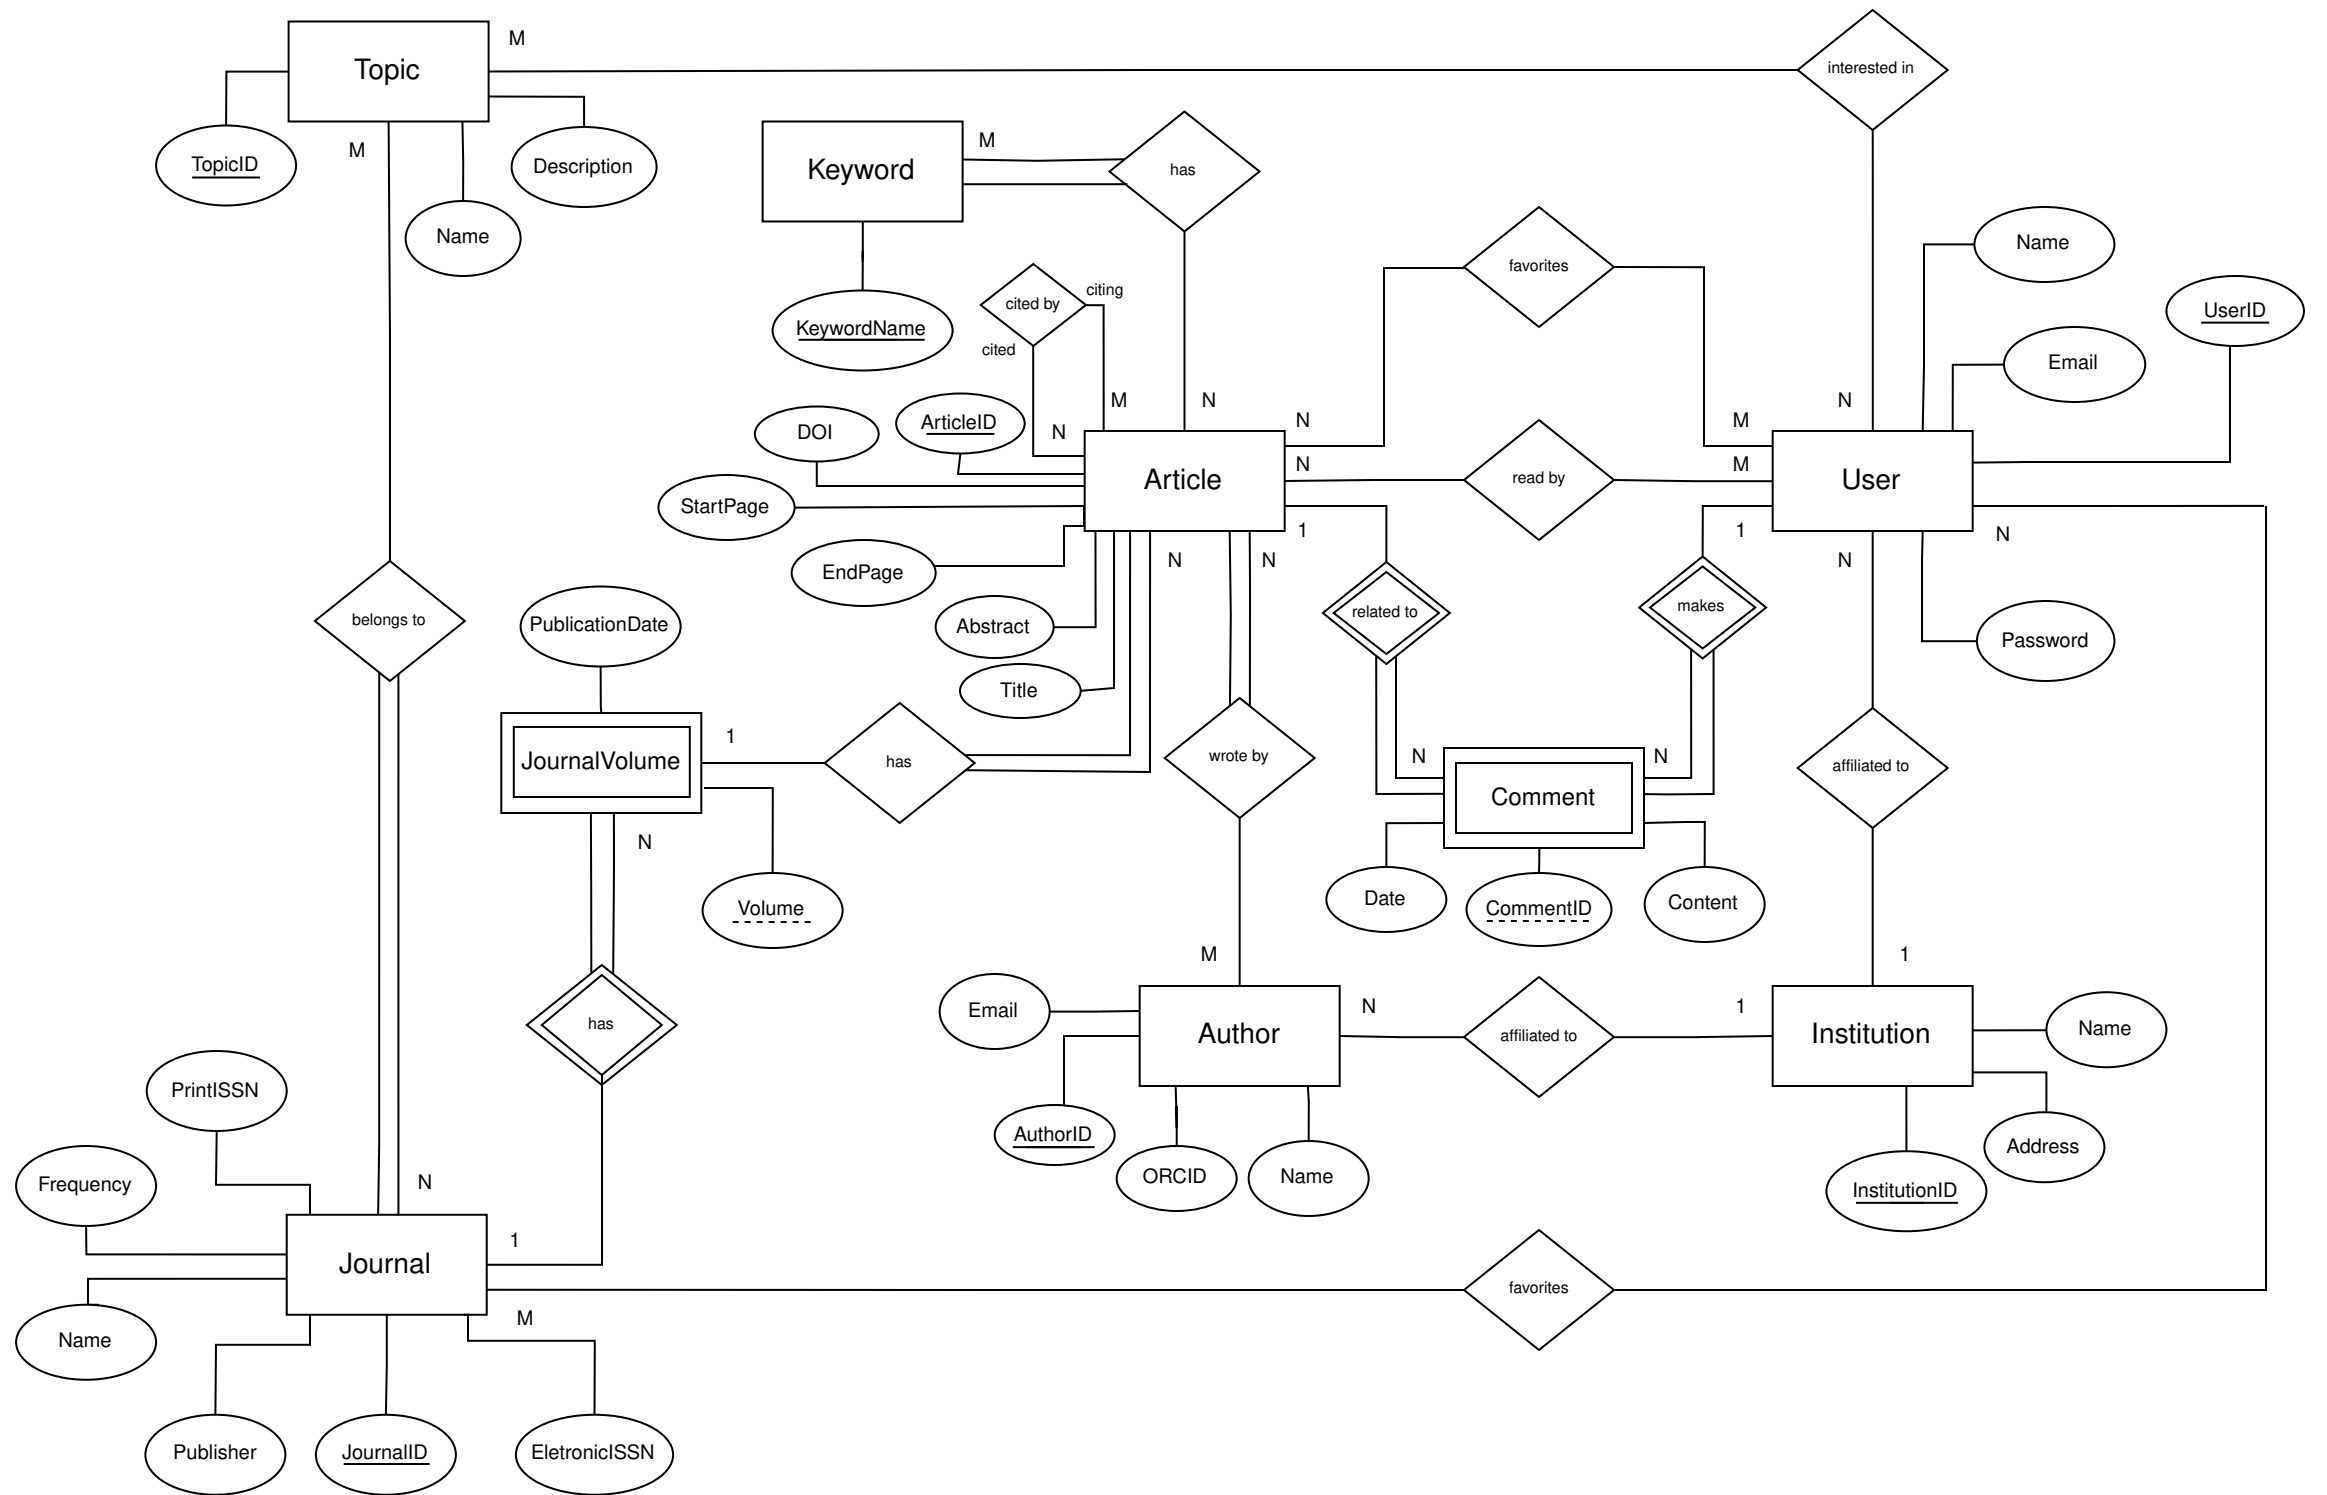 M
Topic
interested in
M
TopicID
Description
Name
Keyword
M
has
KeywordName
cited by
citing
cited
favorites
Name
UserID
Email
M
N
N
N
N
M
N
M
DOI
ArticleID
Article
read by
User
StartPage
EndPage
Abstract
Title
N
N
1
1
N
N
related to
makes
Password
belongs to
PublicationDate
JournalVolume
1
has
wrote by
N
N
Comment
affiliated to
N
Volume
Date
CommentID
Content
M
1
Email
Author
N
affiliated to
1
Institution
Name
has
AuthorID
ORCID
Name
Address
InstitutionID
PrintISSN
Frequency
N
Journal
1
favorites
M
Name
Publisher
JournalID
EletronicISSN